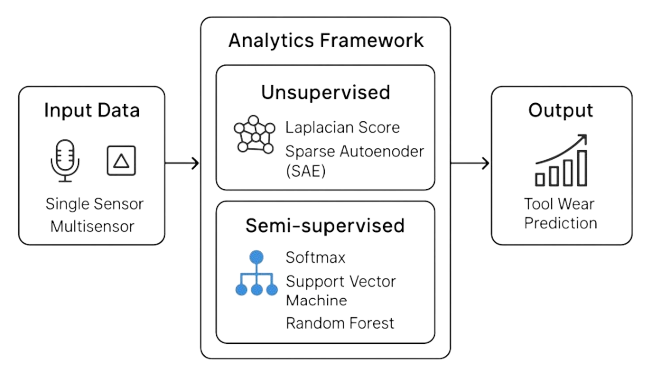 Analytics Framework
Input Data
Single Sensor
Multisensor
Unsupervised
Laplacian Score
Sparse Autoenoder
(SAE)
Semi-supervised
Softmax
Support Vector
Machine
Random Forest
Output
Tool Wear
Prediction